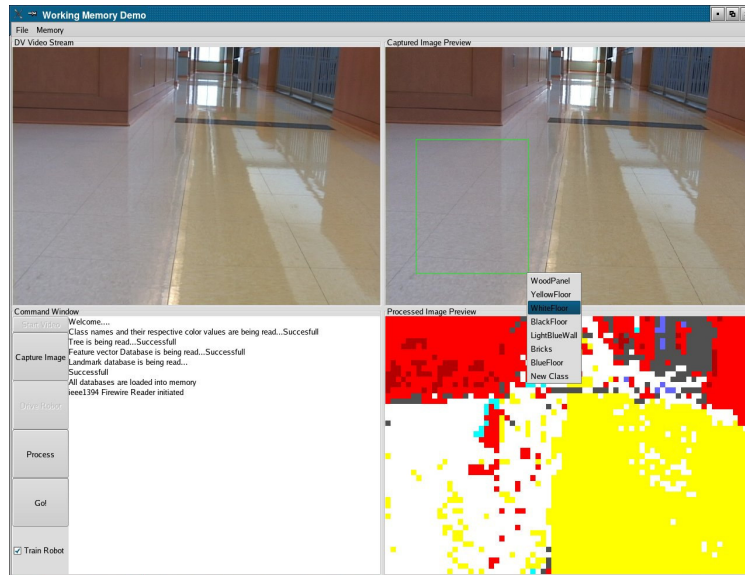 Working Memory Demo
File Memory
DV Video Stream
Captured Image Preview
WoodPanel
YellowFloor
WhiteFloor
BlackFloor
LightBlueWall
Bricks
BlueFloor
New Class
Command Window
Processed Image Preview
Start Video
Capture Image
Process
Go!
Train Robot
Welcome....
Class names and their respective color values are being read...Succesfull
Tree is being read...Successfull
Feature vector Database is being read...Successfull
Landmark database is being read...
Successfull
All databases are loaded into memory
ieee1394 Firewire Reader initiated